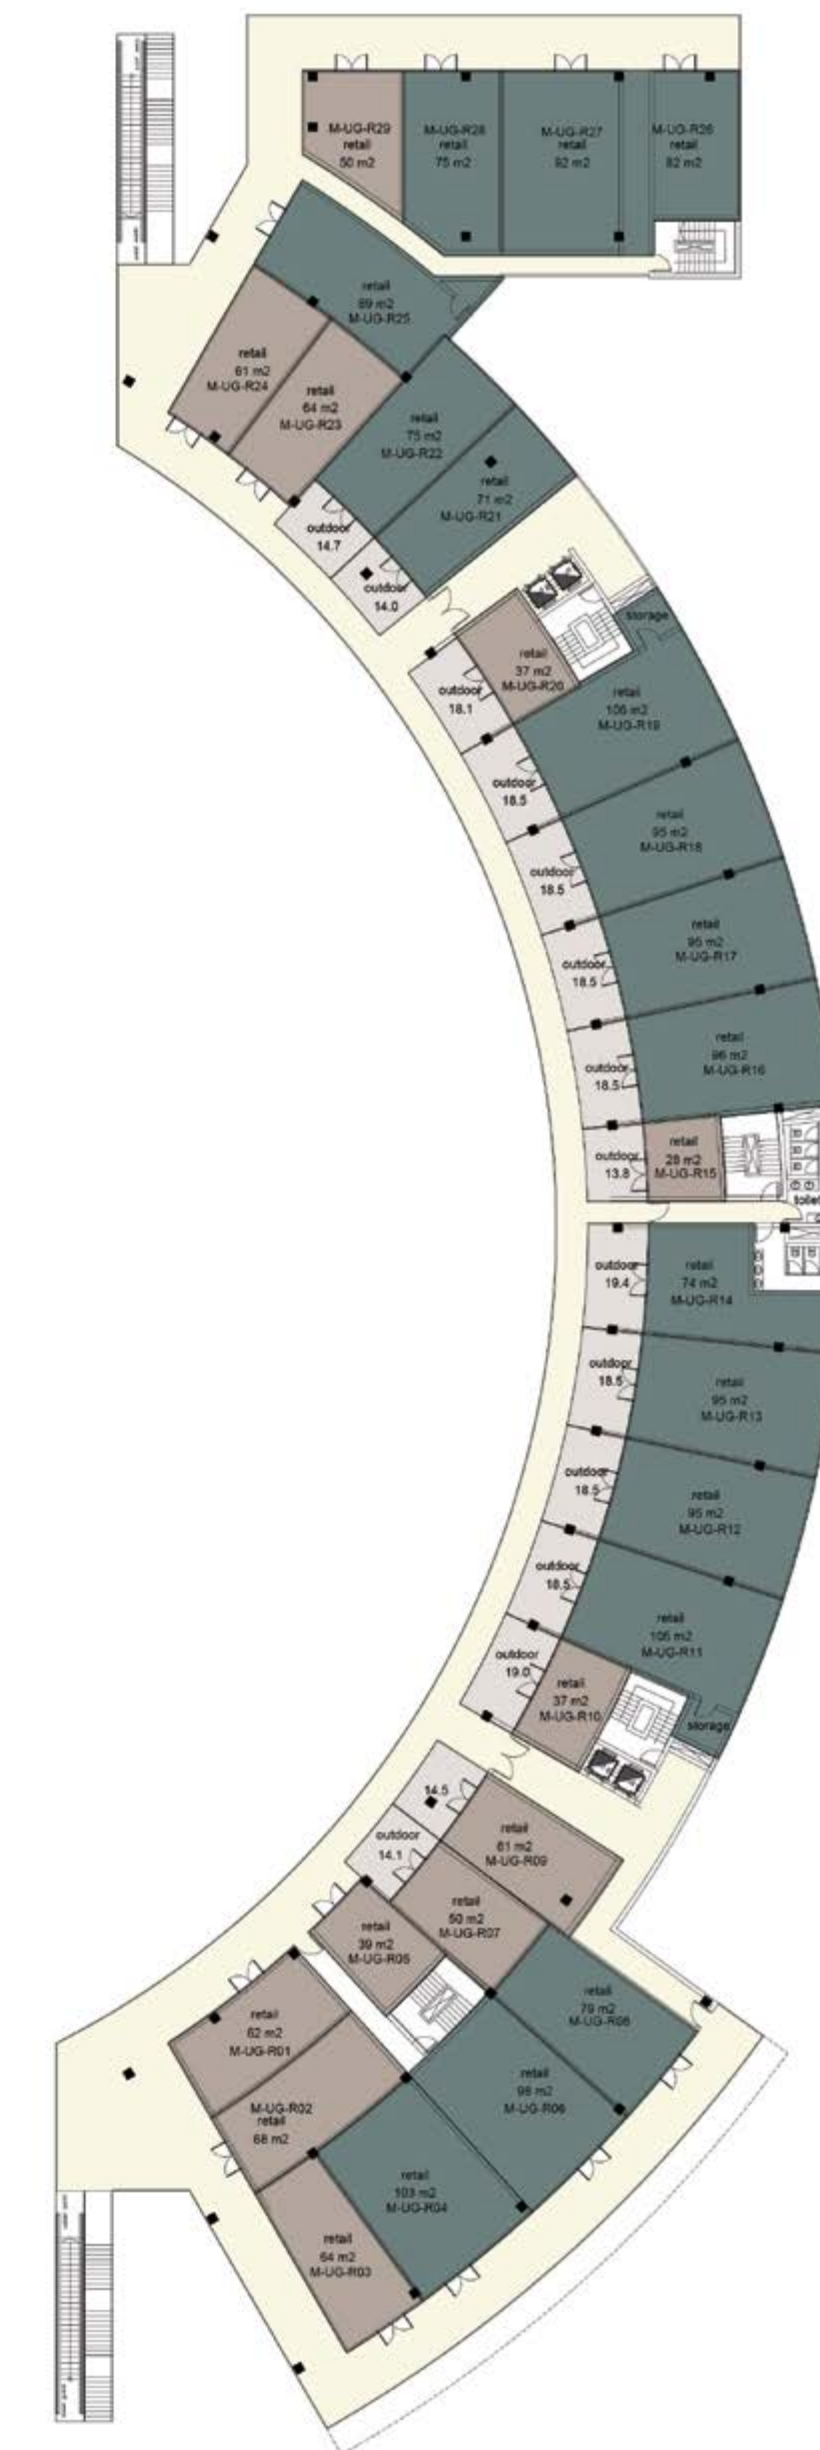 M-UG-R29
retail
50 m2
M-UG-R28
retail
75 m2
M-UG-R27
retail
92 m2
M-UG-R26
retail
82 m2
retail
89 m2
M-UG-R25
retail
61 m2
M-UG-R24
retail
64 m2
M-UG-R23
retail
75 m2
M-UG-R22
retail
71 m2
M-UG-R21
outdoor
14.7
outdoor
14.0
storage
retail
37 m2
M-UG-R20
outdoor
18.1
retail
106 m2
M-UG-R19
outdoor
18.5
retail
95 m2
M-UG-R18
outdoor
18.5
retail
95 m2
M-UG-R17
outdoor
18.5
retail
96 m2
M-UG-R16
outdoor
18.5
retail
28 m2
M-UG-R15
outdoor
13.8
toilet
outdoor
19.4
retail
74 m2
M-UG-R14
outdoor
18.5
retail
95 m2
M-UG-R13
outdoor
18.5
retail
95 m2
M-UG-R12
outdoor
18.5
retail
106 m2
M-UG-R11
outdoor
19.0
retail
37 m2
M-UG-R10
storage
14.5
outdoor
14.1
retail
61 m2
M-UG-R09
retail
50 m2
M-UG-R07
retail
39 m2
M-UG-R05
retail
79 m2
M-UG-R08
retail
62 m2
M-UG-R01
retail
98 m2
M-UG-R06
M-UG-R02
retail
68 m2
retail
103 m2
M-UG-R04
retail
64 m2
M-UG-R03